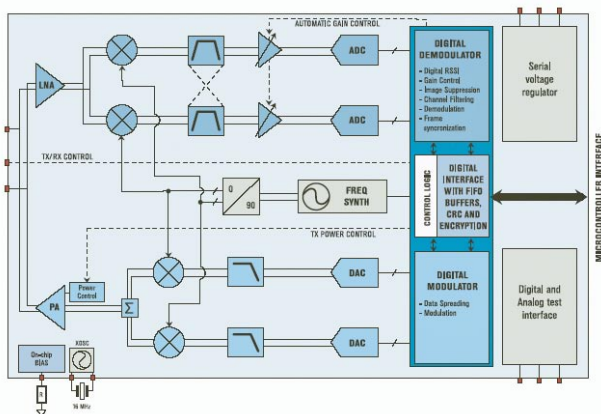 AUTOMATIC GAIN CONTROL
LNA
ADC
ADC
DIGITAL
DEMODULATOR
- Digital RSSI
- Gain Control
- Image Suppression
- Channel Filtering
- Demodulation
- Frame
syncronization
Serial
voltage
regulator
TX/RX CONTROL
0
90
FREQ
SYNTH
CONTROL LOGIC
DIGITAL
INTERFACE
WITH FIFO
BUFFERS,
CRC AND
ENCRYPTION
MICROCONTROLLER INTERFACE
TX POWER CONTROL
Power
Control
PA
Σ
DAC
DAC
DIGITAL
MODULATOR
- Data Spreading
- Modulation
Digital and
Analog test
interface
On-chip
BIAS
XOSC
R
16 MHz